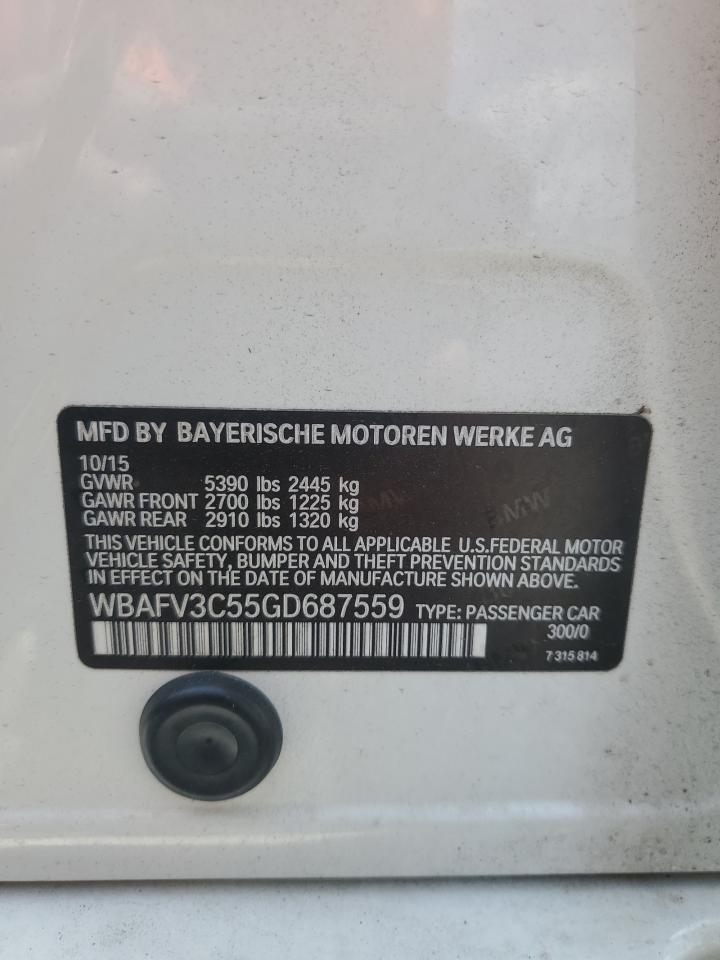 MFD BY BAYERISCHE MOTOREN WERKE AG
10/15
GVWR 5390 lbs 2445 kg
GAWR FRONT 2700 lbs 1225 kg
GAWR REAR 2910 lbs 1320 kg
THIS VEHICLE CONFORMS TO ALL APPLICABLE U.S.FEDERAL MOTOR
VEHICLE SAFETY, BUMPER AND THEFT PREVENTION STANDARDS
IN EFFECT ON THE DATE OF MANUFACTURE SHOWN ABOVE.
WBAFV3C55GD687559 TYPE: PASSENGER CAR
300/0
7 315 814
BMW